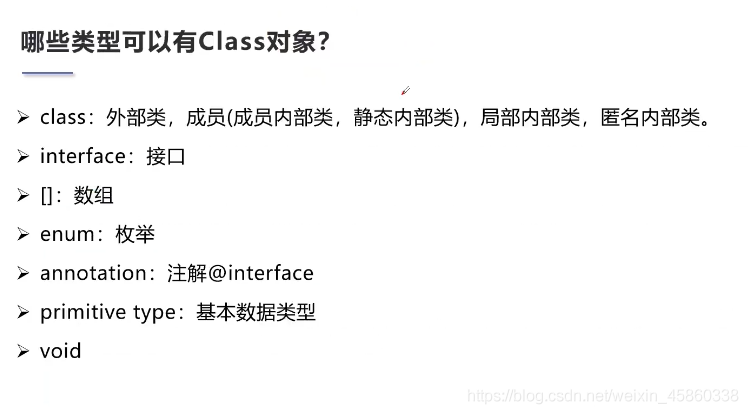 哪些类型可以有Class对象？
➢ class：外部类，成员(成员内部类，静态内部类)，局部内部类，匿名内部类。
➢ interface：接口
➢ []：数组
➢ enum：枚举
➢ annotation：注解@interface
➢ primitive type：基本数据类型
➢ void
https://blog.csdn.net/weixin_45860338